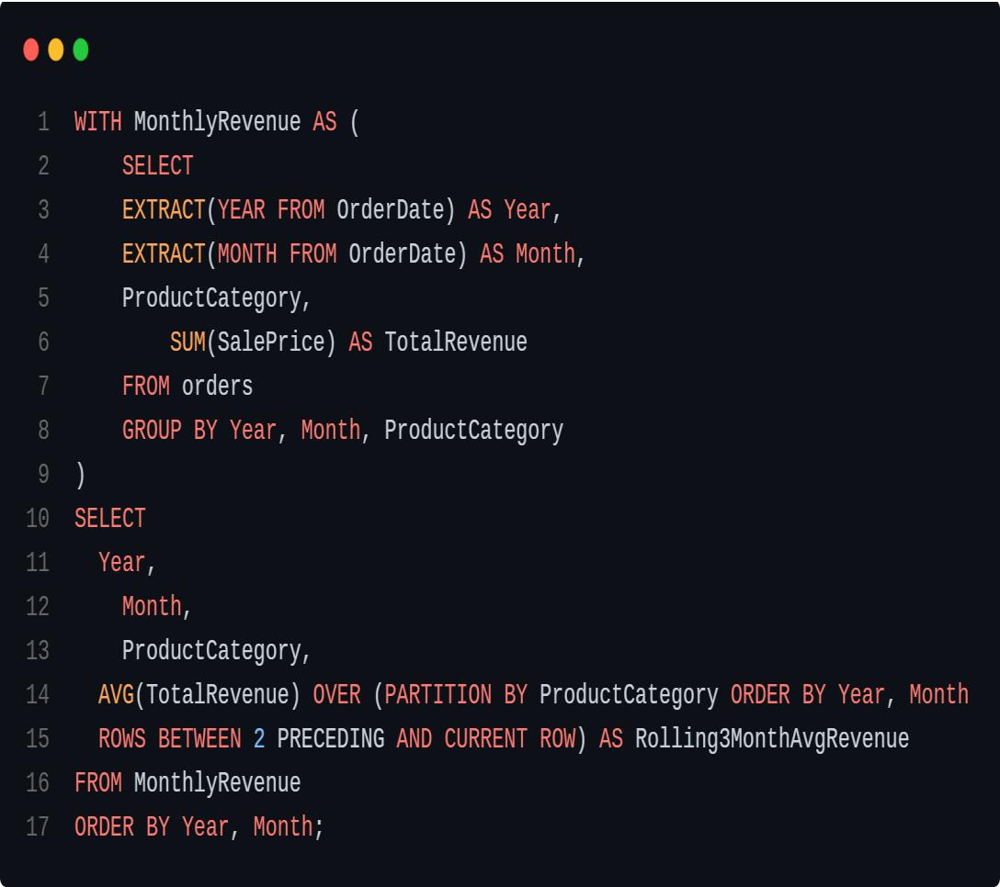 1 WITH MonthlyRevenue AS (
2     SELECT
3     EXTRACT(YEAR FROM OrderDate) AS Year,
4     EXTRACT(MONTH FROM OrderDate) AS Month,
5     ProductCategory,
6         SUM(SalePrice) AS TotalRevenue
7     FROM orders
8     GROUP BY Year, Month, ProductCategory
9 )
10 SELECT
11   Year,
12     Month,
13     ProductCategory,
14   AVG(TotalRevenue) OVER (PARTITION BY ProductCategory ORDER BY Year, Month
15   ROWS BETWEEN 2 PRECEDING AND CURRENT ROW) AS Rolling3MonthAvgRevenue
16 FROM MonthlyRevenue
17 ORDER BY Year, Month;